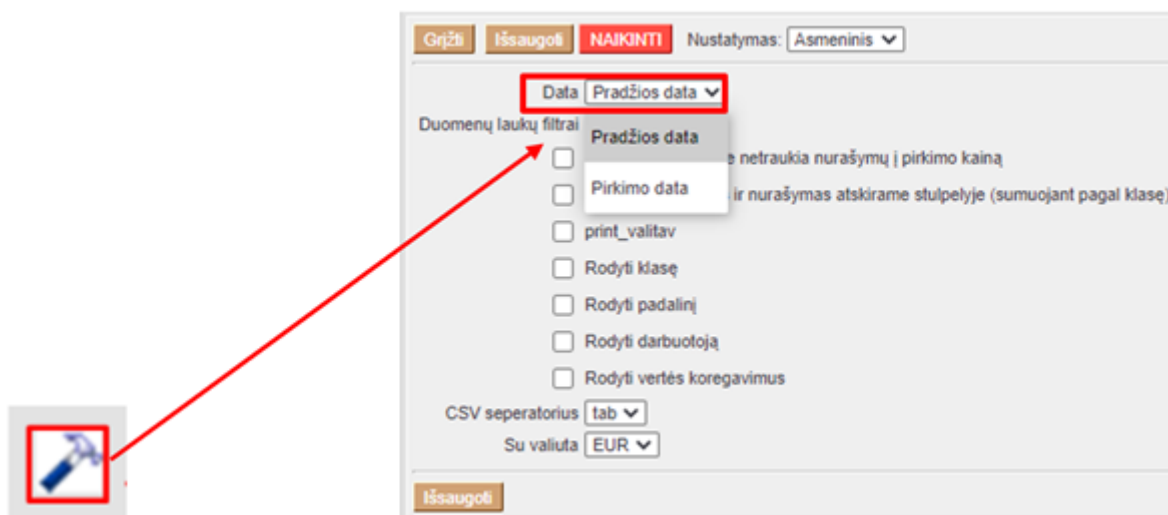 Grįžti Išsaugoti NAIKINTI Nustatymas: Asmeninis
Data Pradžios data
Duomenų laukų filtrai
Pradžios data
netraukia nurašymų į pirkimo kainą
Pirkimo data
ir nurašymas atskirame stulpelyje (sumuojant pagal klasę)
print_valitav
Rodyti klasę
Rodyti padalinį
Rodyti darbuotoją
Rodyti vertės koregavimus
CSV seperatorius tab
Su valiuta EUR
Išsaugoti